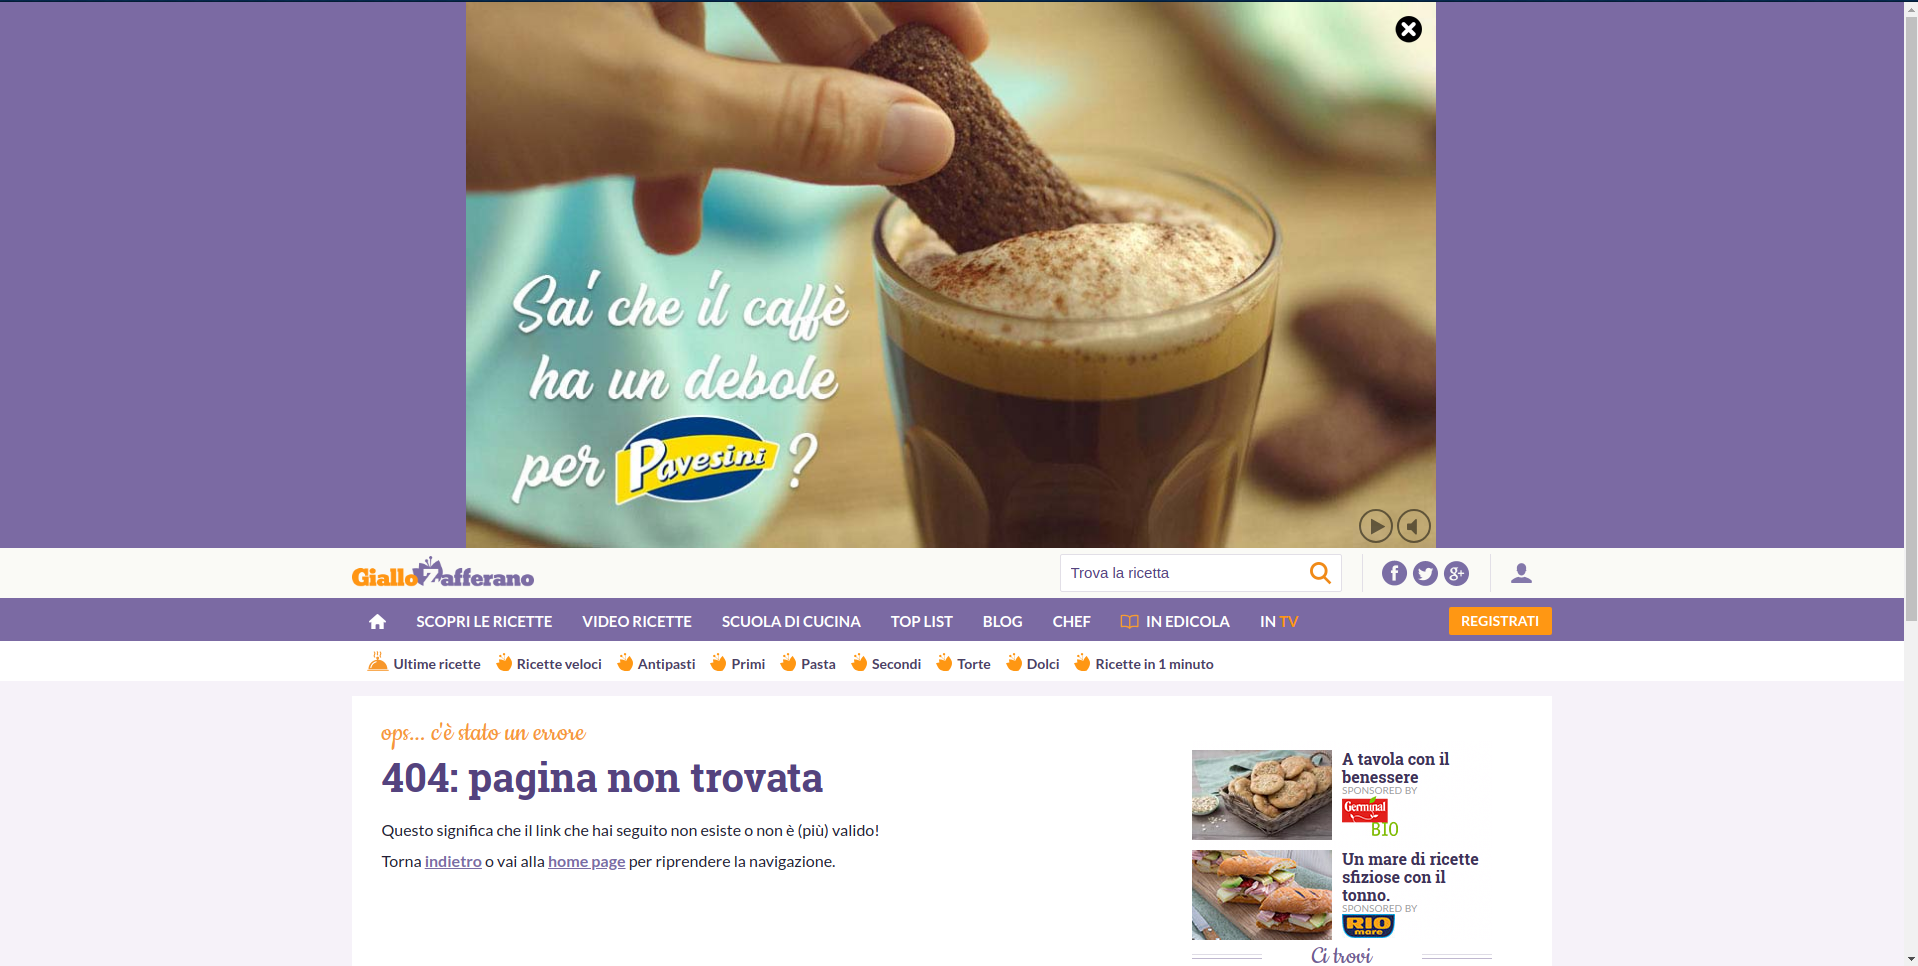 Sai che il caffè
ha un debole
per Pavesini ?
GialloZafferano
Trova la ricetta
f
g+
SCOPRI LE RICETTE
VIDEO RICETTE
SCUOLA DI CUCINA
TOP LIST
BLOG
CHEF
IN EDICOLA
IN TV
REGISTRATI
Ultime ricette
Ricette veloci
Antipasti
Primi
Pasta
Secondi
Torte
Dolci
Ricette in 1 minuto
ops... c'è stato un errore
404: pagina non trovata
Questo significa che il link che hai seguito non esiste o non è (più) valido!
Torna indietro o vai alla home page per riprendere la navigazione.
A tavola con il
benessere
SPONSORED BY
Germinal
BIO
Un mare di ricette
sfiziose con il
tonno.
SPONSORED BY
RIO
mare
Ci trovi